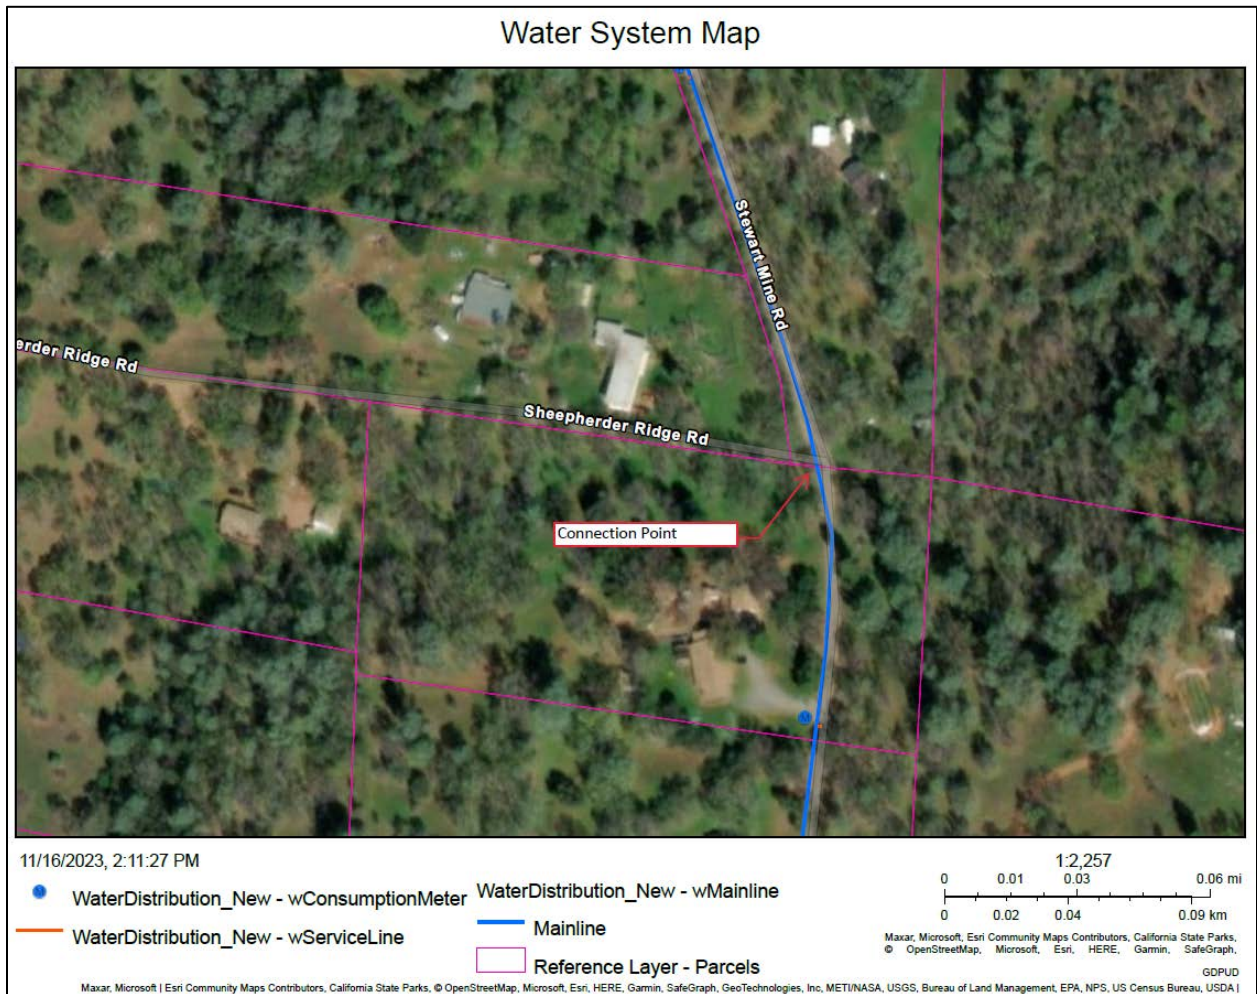 Water System Map
Stewart Mine Rd
erder Ridge Rd
Sheepherder Ridge Rd
Connection Point
M
11/16/2023, 2:11:27 PM
M WaterDistribution_New - wConsumptionMeter
WaterDistribution_New - wServiceLine
WaterDistribution_New - wMainline
Mainline
Reference Layer - Parcels
1:2,257
0 0.01 0.03 0.06 mi
0 0.02 0.04 0.09 km
Maxar, Microsoft, Esri Community Maps Contributors, California State Parks,
© OpenStreetMap, Microsoft, Esri, HERE, Garmin, SafeGraph,
GDPUD
Maxar, Microsoft | Esri Community Maps Contributors, California State Parks, © OpenStreetMap, Microsoft, Esri, HERE, Garmin, SafeGraph, GeoTechnologies, Inc, METI/NASA, USGS, Bureau of Land Management, EPA, NPS, US Census Bureau, USDA |